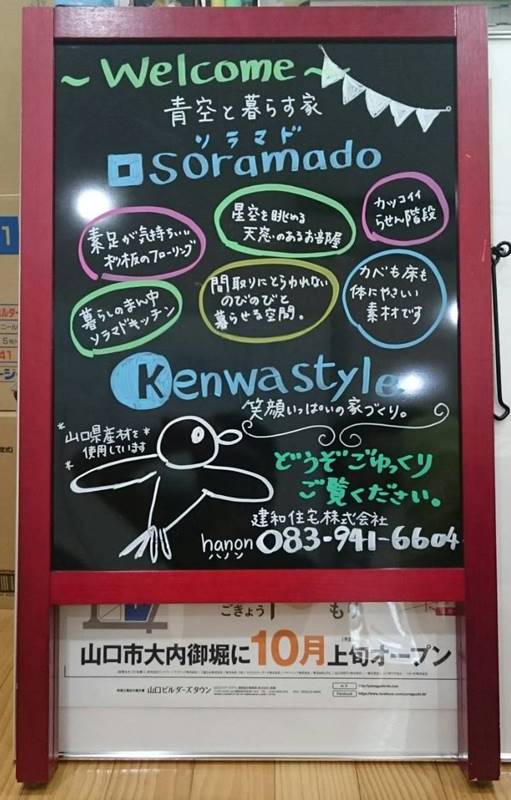 ~Welcome~
青空と暮らす家
ソラマド
soramado
素足が気持ちいい
杉板のフローリング
星空を眺める
天窓のあるお部屋
カッコイイ
らせん階段
暮らしのまん中
ソラマドキッチン
間取りにとらわれない
のびのびと
暮らせる空間。
カベも床も
体にやさしい
素材です
Kenwastyle
笑顔いっぱいの家づくり。
*山口県産材を
使用しています*
どうぞごゆっくり
ご覧ください。
建和住宅株式会社
hanon 083-941-6604
ハノン
ごぎょう
山口市大内御堀に10月上旬オープン
山口ビルダーズタウン